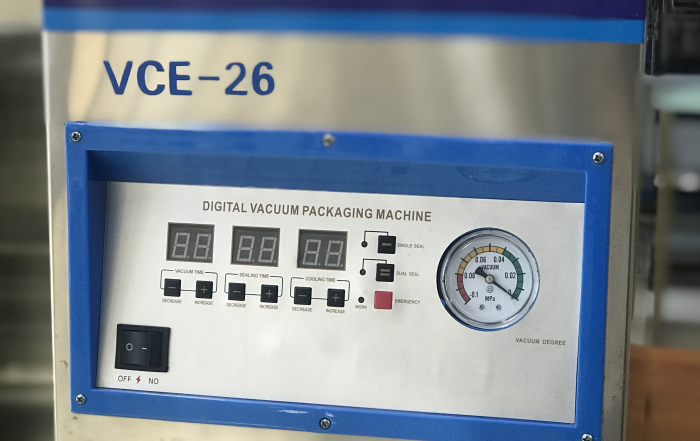 VCE-26
DIGITAL VACUUM PACKAGING MACHINE
SINGLE SEAL
DUAL SEAL
VACUUM TIME
SEALING TIME
COOLING TIME
DECREASE
INCREASE
DECREASE
INCREASE
DECREASE
INCREASE
WORK
EMERGENCY
0.06 0.04
VACUUM
0.08 0.02
-0.1 0
MPa
VACUUM DEGREE
OFF NO